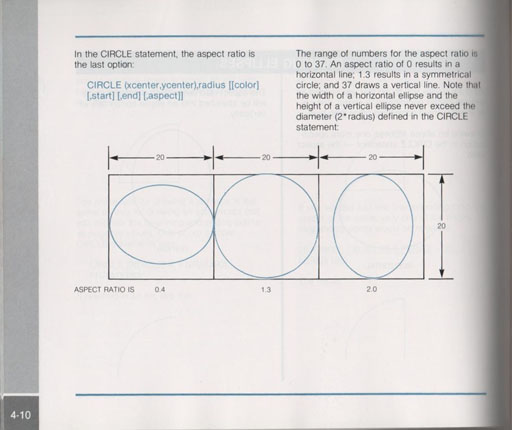 In the CIRCLE statement, the aspect ratio is
the last option:
CIRCLE (xcenter,ycenter),radius [[color]
[,start] [,end] [,aspect]]
The range of numbers for the aspect ratio is
0 to 37. An aspect ratio of 0 results in a
horizontal line; 1.3 results in a symmetrical
circle; and 37 draws a vertical line. Note that
the width of a horizontal ellipse and the
height of a vertical ellipse never exceed the
diameter (2*radius) defined in the CIRCLE
statement:
20 20 20
20
ASPECT RATIO IS 0.4 1.3 2.0
4-10